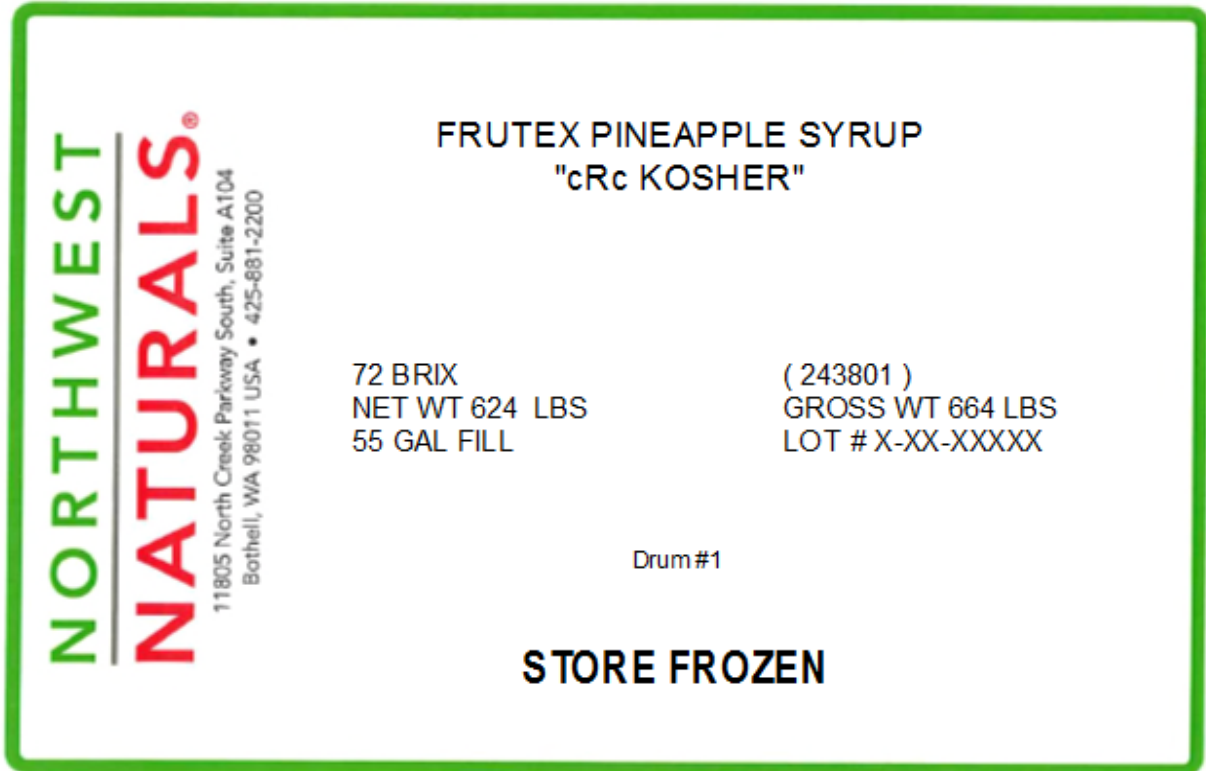 NORTHWEST
NATURALS®
11805 North Creek Parkway South, Suite A104
Bothell, WA 98011 USA • 425-881-2200
FRUTEX PINEAPPLE SYRUP
"cRc KOSHER"
72 BRIX
NET WT 624 LBS
55 GAL FILL
( 243801 )
GROSS WT 664 LBS
LOT # X-XX-XXXXX
Drum #1
STORE FROZEN